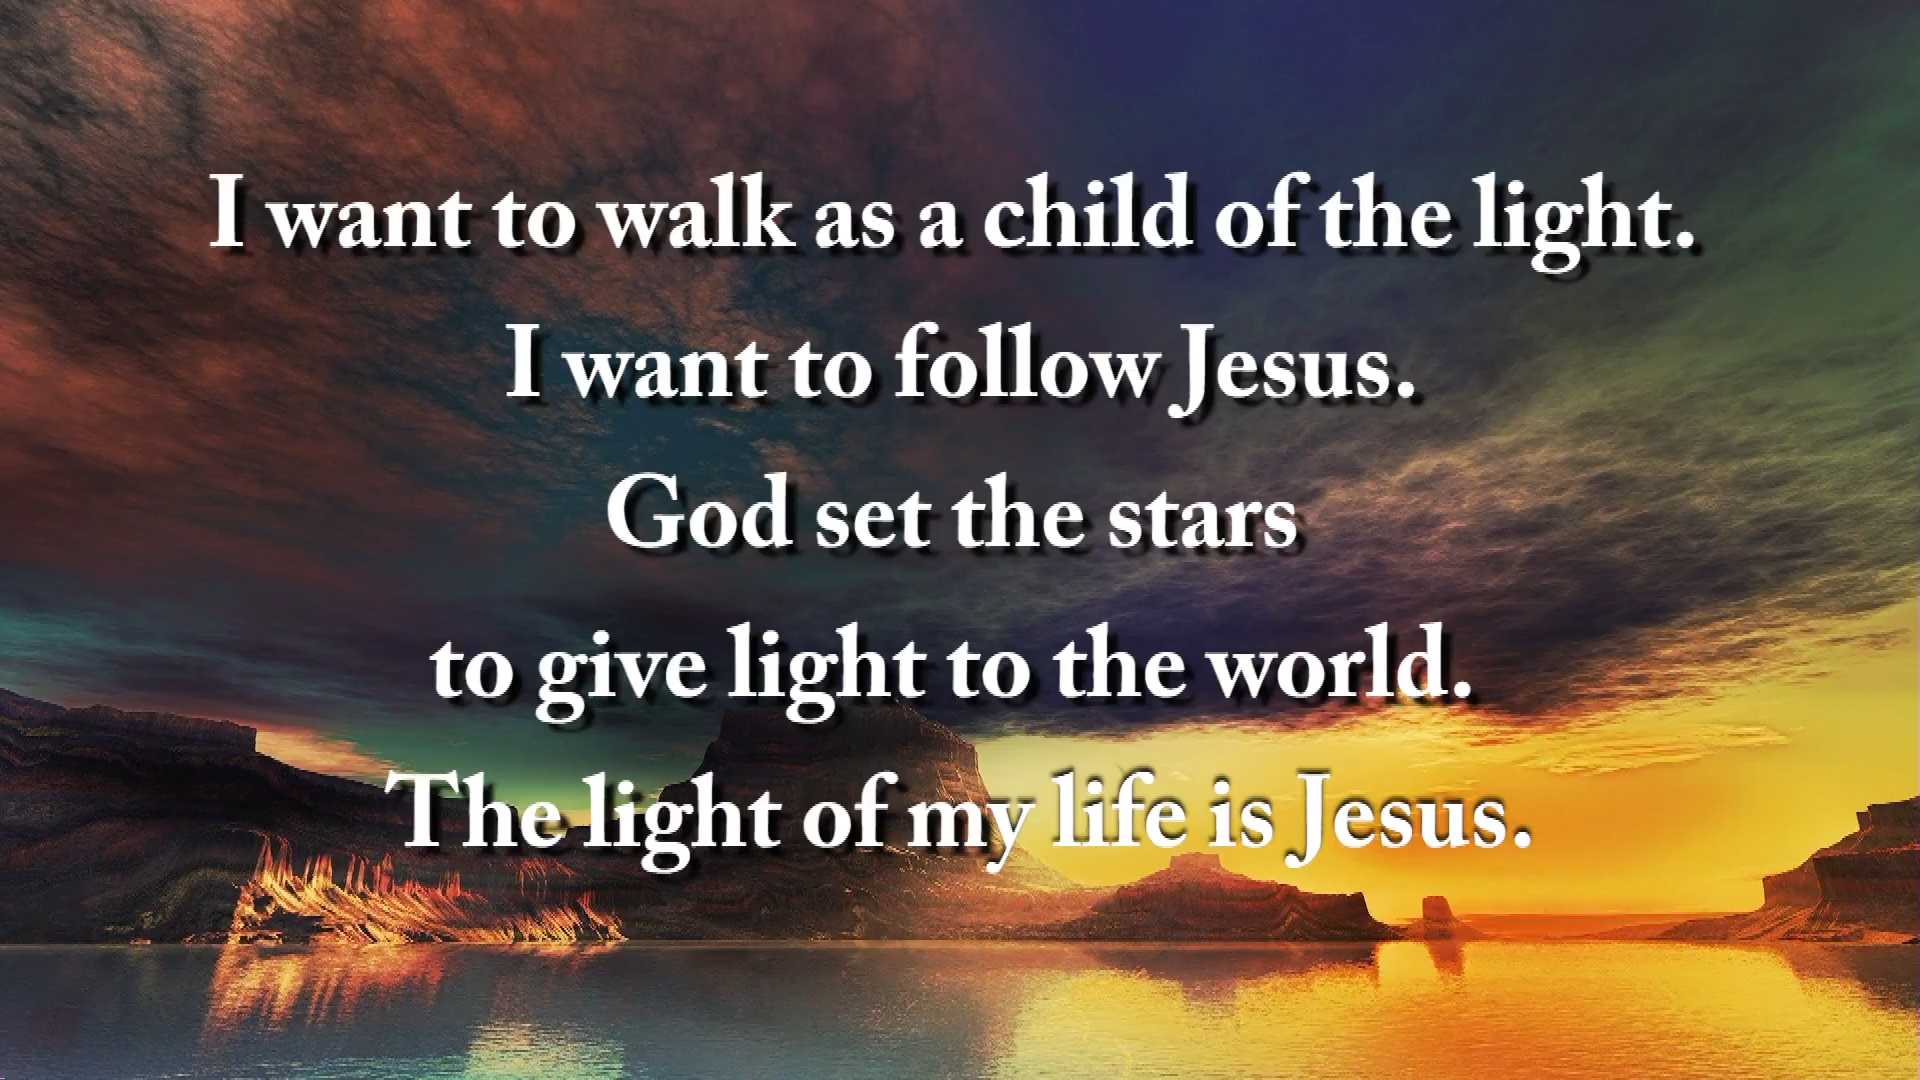 I want to walk as a child of the light.
I want to follow Jesus.
God set the stars
to give light to the world.
The light of my life is Jesus.